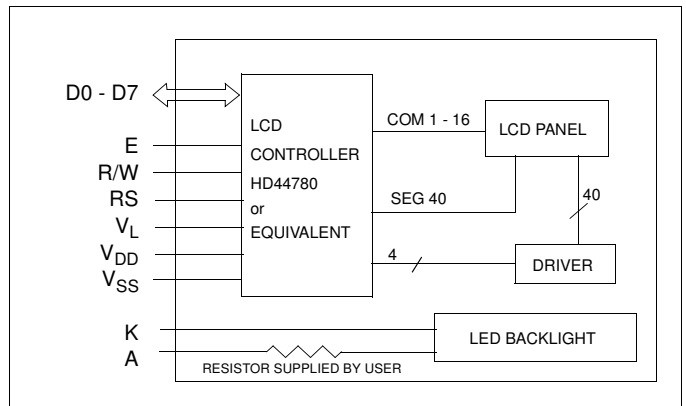 D0 - D7
E
R/W
RS
VL
VDD
VSS
K
A
LCD
CONTROLLER
HD44780
or
EQUIVALENT
COM 1 - 16
SEG 40
4
LCD PANEL
40
DRIVER
LED BACKLIGHT
RESISTOR SUPPLIED BY USER